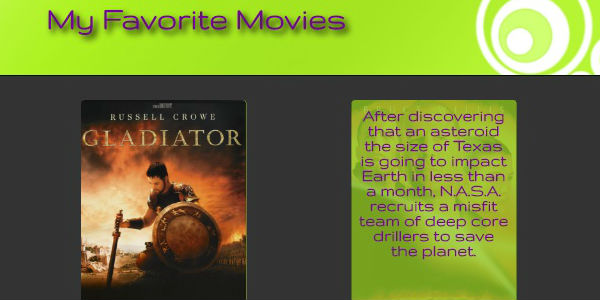 My Favorite Movies
RUSSELL CROWE
GLADIATOR
After discovering
that an asteroid
the size of Texas
is going to impact
Earth in less than
a month, N.A.S.A.
recruits a misfit
team of deep core
drillers to save
the planet.